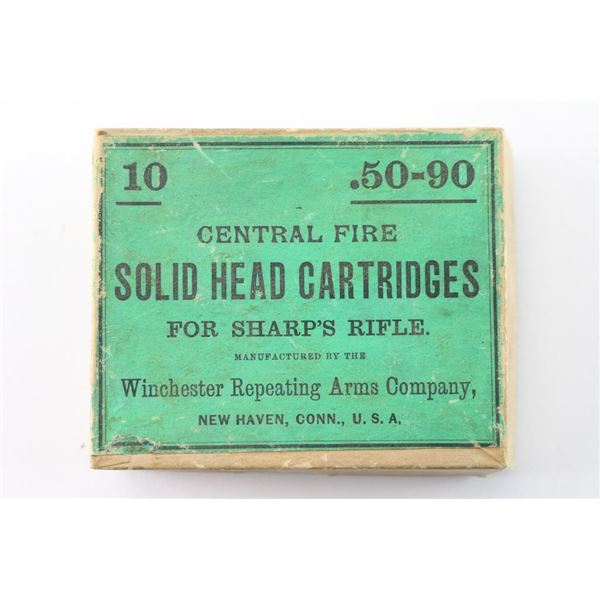 10 .50-90
CENTRAL FIRE
SOLID HEAD CARTRIDGES
FOR SHARP'S RIFLE.
MANUFACTURED BY THE
Winchester Repeating Arms Company,
NEW HAVEN, CONN., U. S. A.